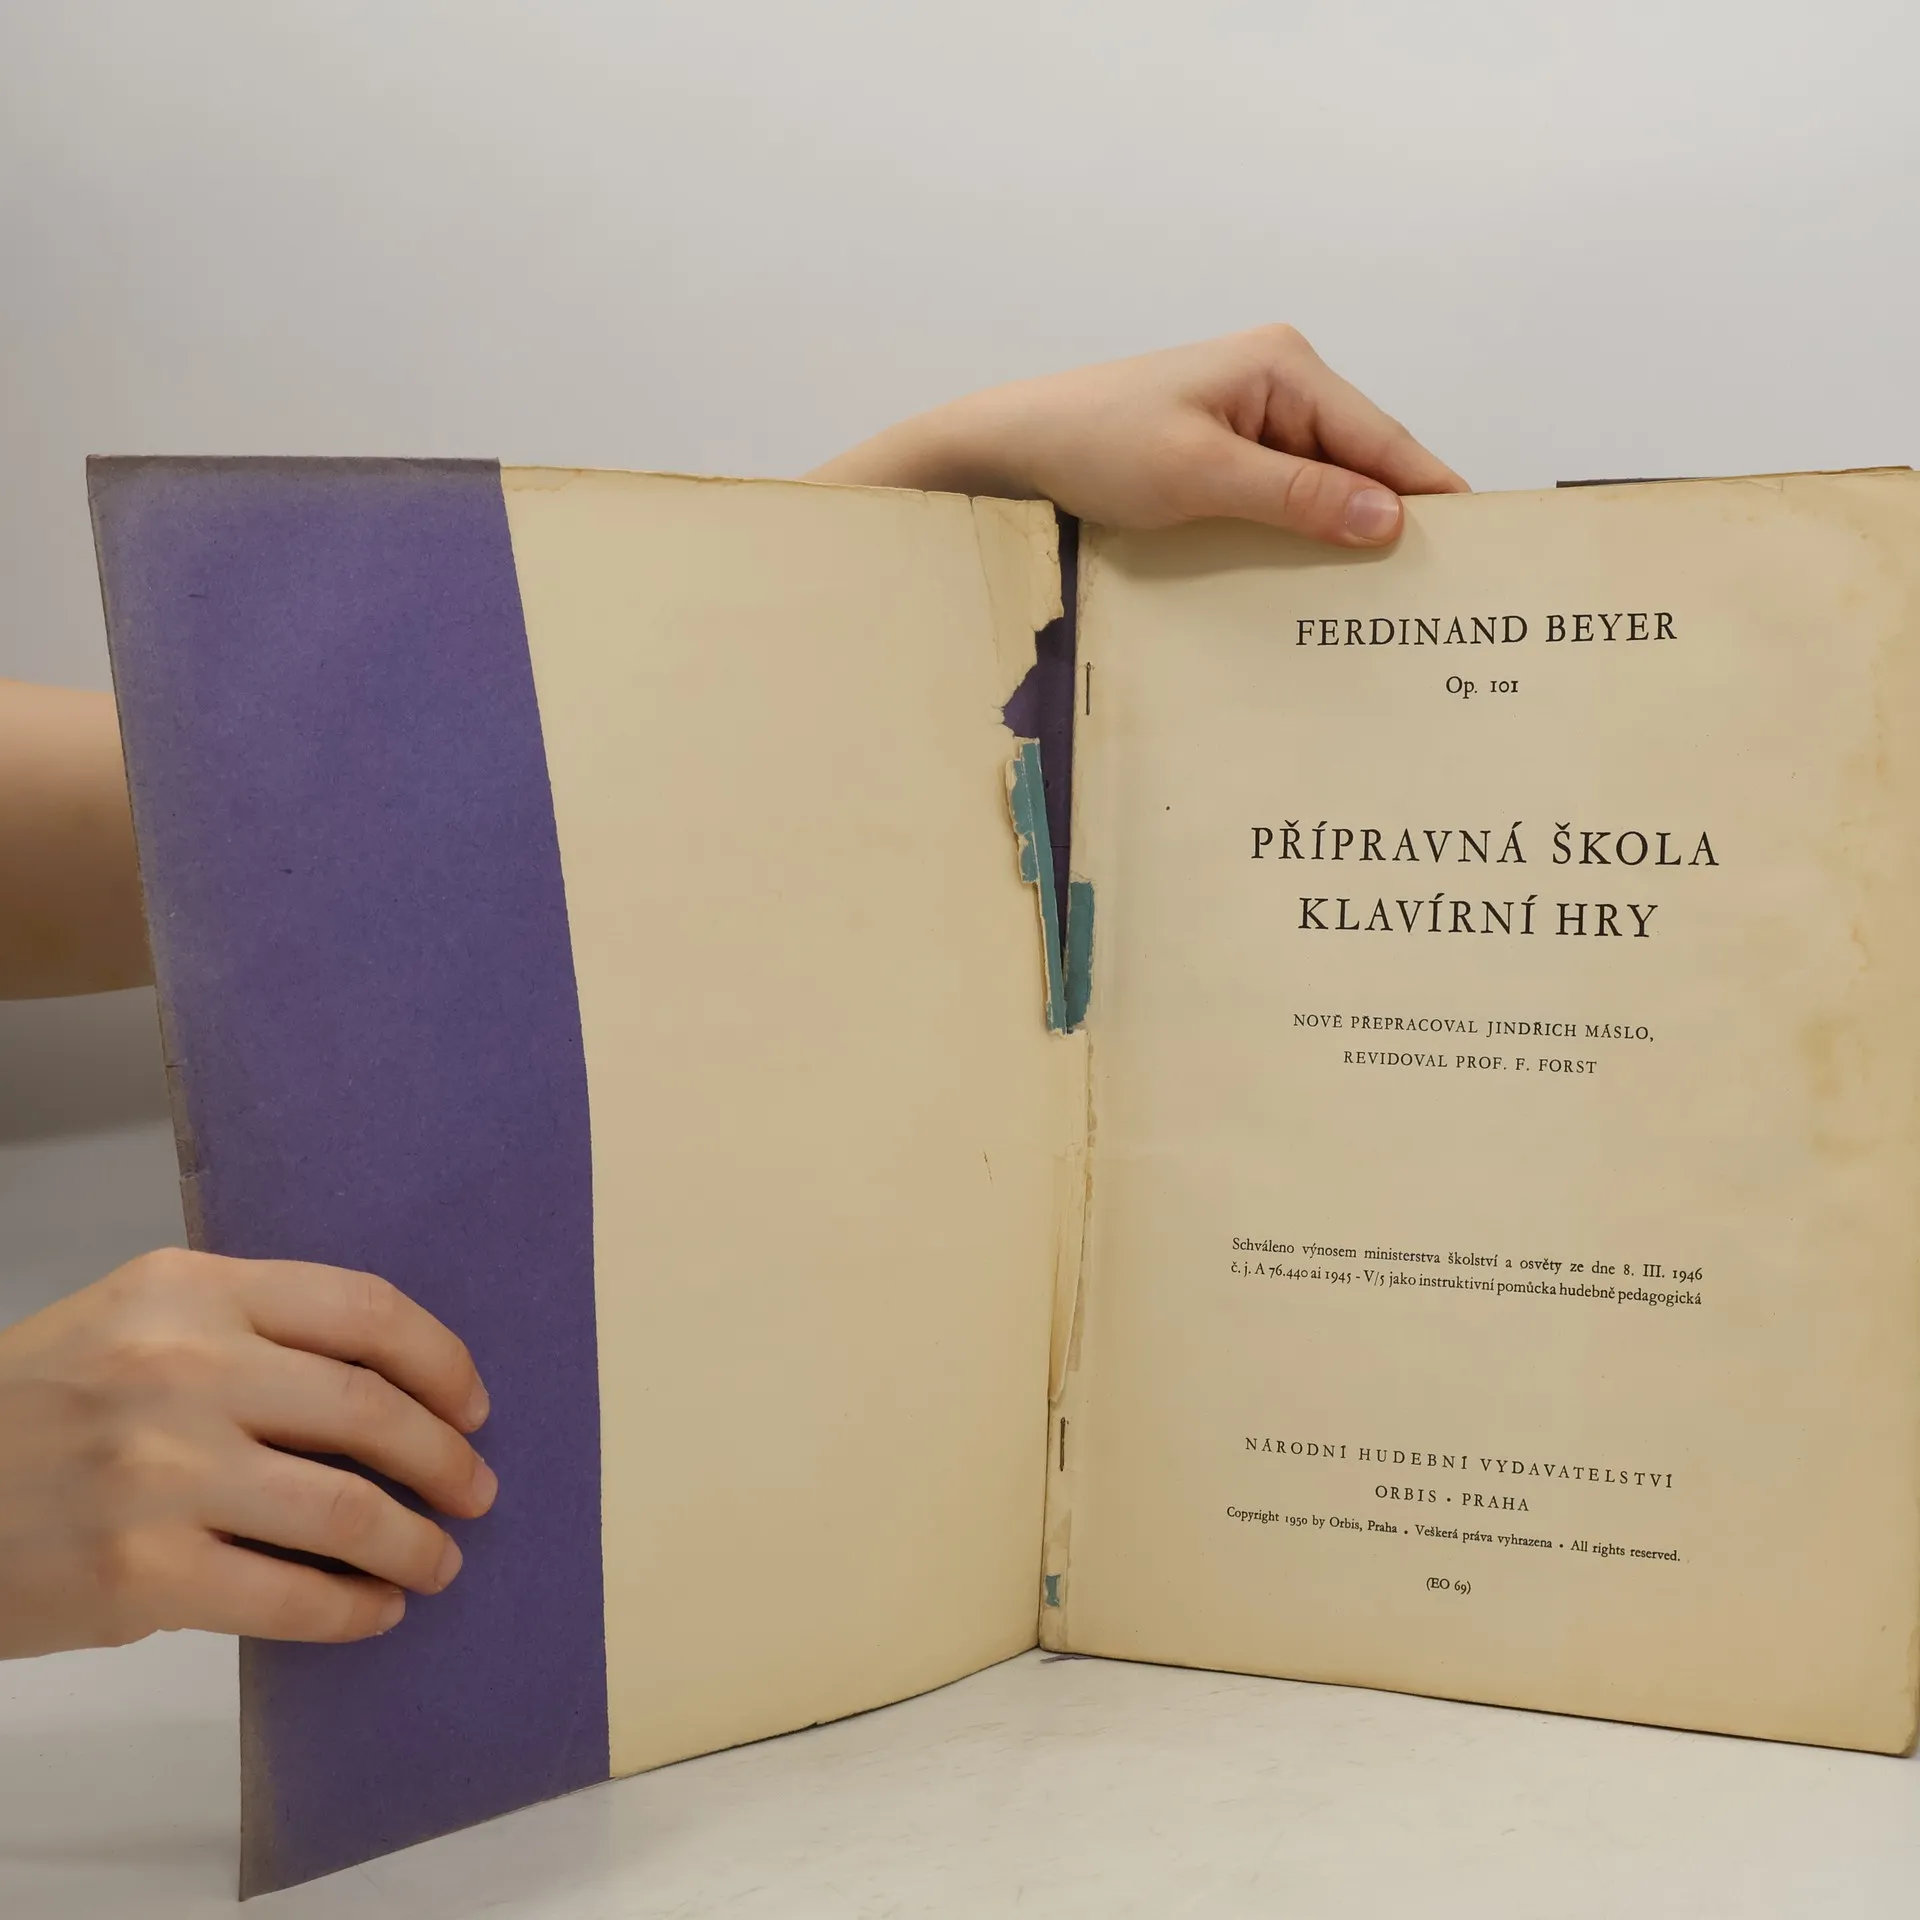 FERDINAND BEYER
Op. 101
PŘÍPRAVNÁ ŠKOLA
KLAVÍRNÍ HRY
NOVĚ PŘEPRACOVAL JINDŘICH MÁSLO,
REVIDOVAL PROF. F. FORST
Schváleno výnosem ministerstva školství a osvěty ze dne 8. III. 1946
č. j. A 76.440 ai 1945 - V/5 jako instruktivní pomůcka hudebně pedagogická
NÁRODNÍ HUDEBNÍ VYDAVATELSTVÍ
ORBIS • PRAHA
Copyright 1950 by Orbis, Praha • Veškerá práva vyhrazena • All rights reserved.
(EO 69)